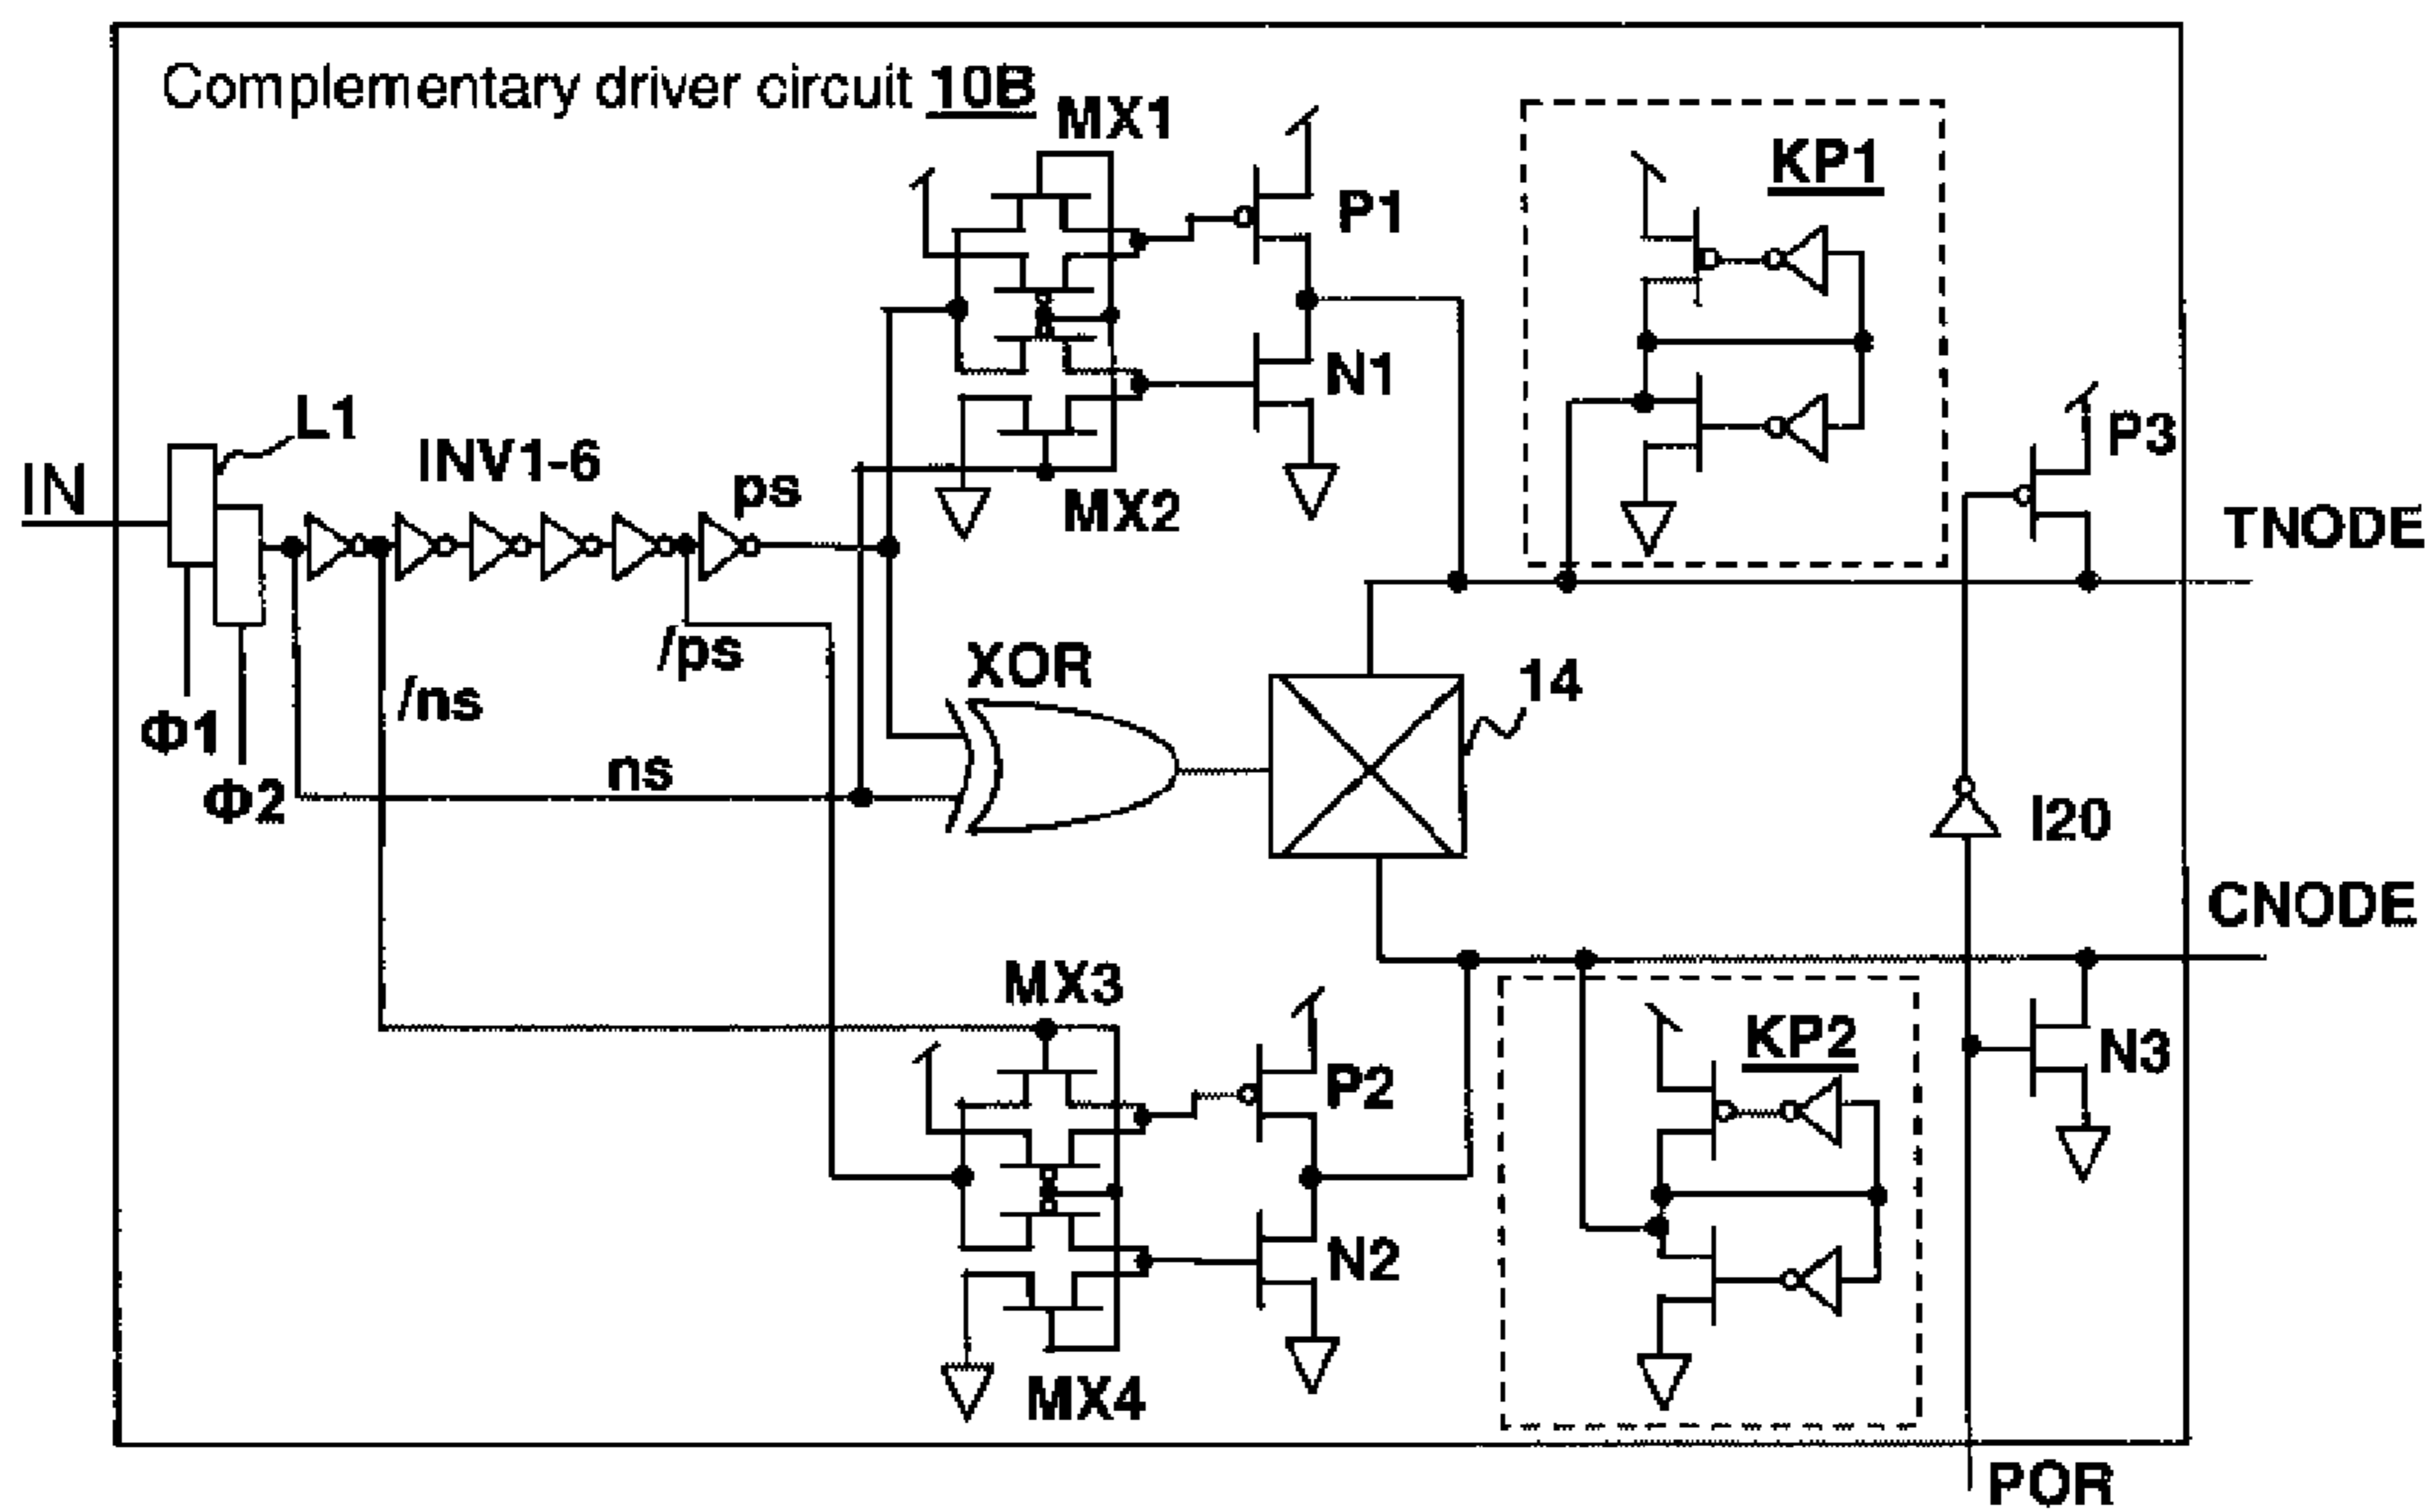 Complementary driver circuit 10B
MX1
KP1
P1
N1
L1
INV1-6
P3
IN
ps
MX2
TNODE
/ps
XOR
14
/ns
Φ1
ns
Φ2
I20
CNODE
MX3
KP2
P2
N3
N2
MX4
POR